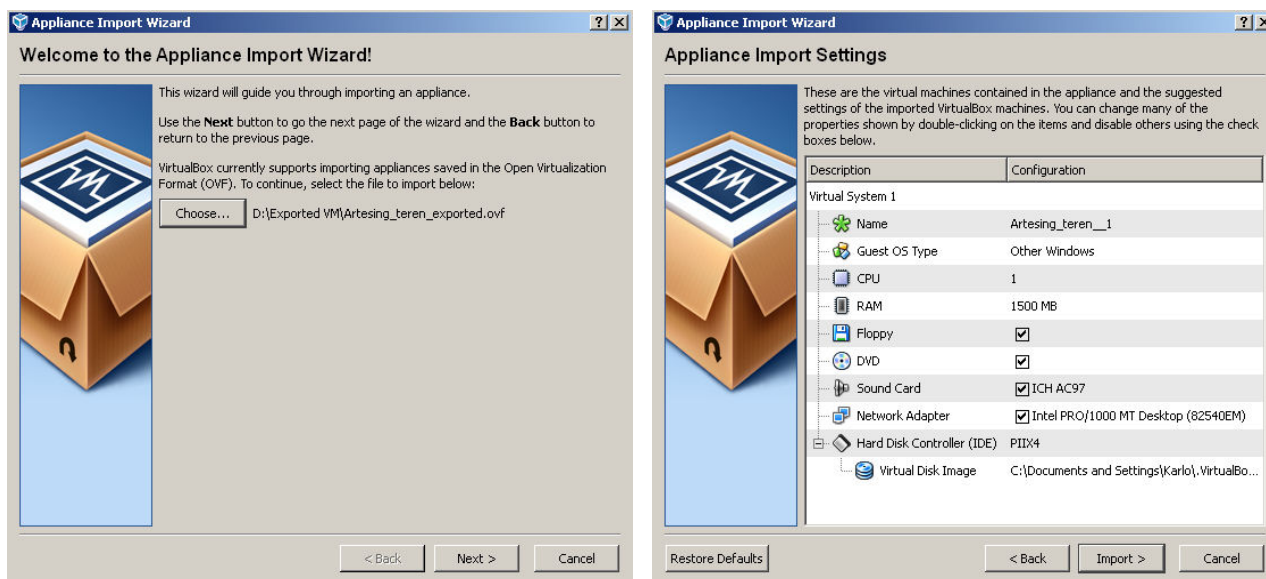 Appliance Import Wizard
Welcome to the Appliance Import Wizard!
This wizard will guide you through importing an appliance.
Use the Next button to go the next page of the wizard and the Back button to
return to the previous page.
VirtualBox currently supports importing appliances saved in the Open Virtualization
Format (OVF). To continue, select the file to import below:
Choose... D:\Exported VM\Artesing_teren_exported.ovf
< Back Next > Cancel
Appliance Import Wizard
Appliance Import Settings
These are the virtual machines contained in the appliance and the suggested
settings of the imported VirtualBox machines. You can change many of the
properties shown by double-clicking on the items and disable others using the check
boxes below.
Description Configuration
Virtual System 1
Name Artesing_teren__1
Guest OS Type Other Windows
CPU 1
RAM 1500 MB
Floppy
DVD
Sound Card ICH AC97
Network Adapter Intel PRO/1000 MT Desktop (82540EM)
Hard Disk Controller (IDE) PIIX4
Virtual Disk Image C:\Documents and Settings\Karlo\.VirtualBo...
Restore Defaults < Back Import > Cancel